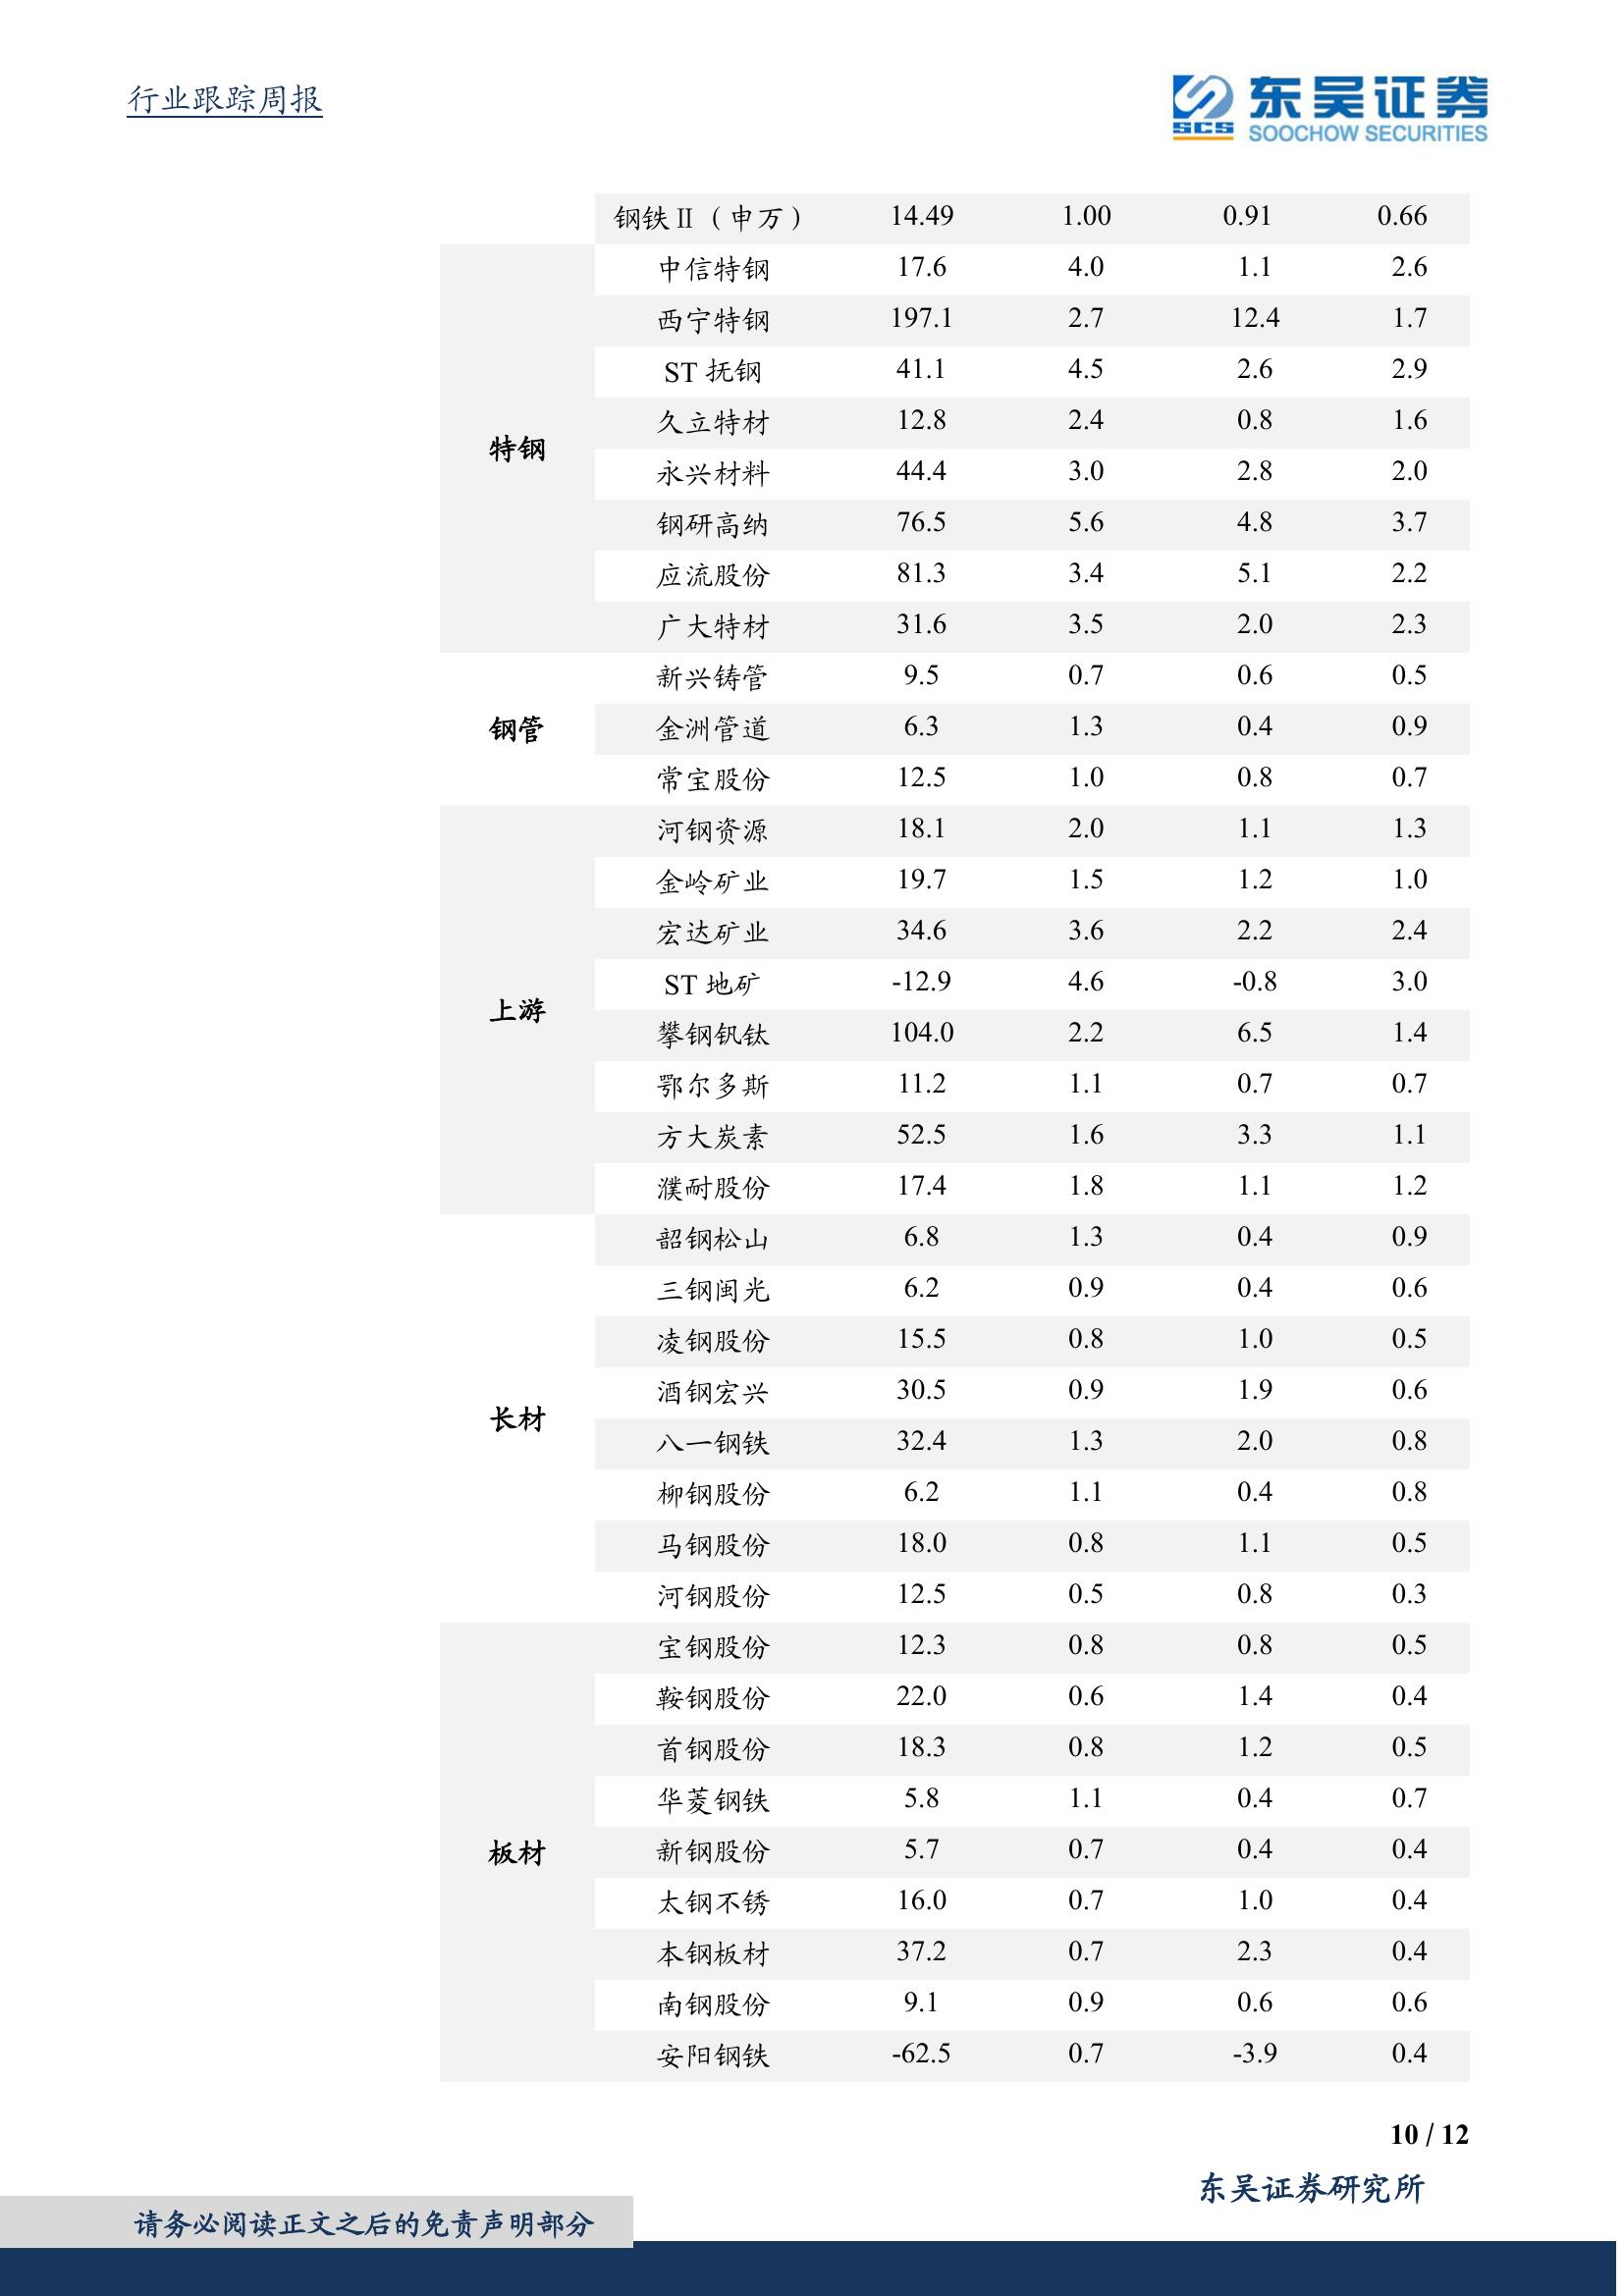 行业跟踪周报
SCS 东吴证券
SOOCHOW SECURITIES
钢铁Ⅱ（申万） 14.49 1.00 0.91 0.66
特钢
中信特钢 17.6 4.0 1.1 2.6
西宁特钢 197.1 2.7 12.4 1.7
ST 抚钢 41.1 4.5 2.6 2.9
久立特材 12.8 2.4 0.8 1.6
永兴材料 44.4 3.0 2.8 2.0
钢研高纳 76.5 5.6 4.8 3.7
应流股份 81.3 3.4 5.1 2.2
广大特材 31.6 3.5 2.0 2.3
钢管
新兴铸管 9.5 0.7 0.6 0.5
金洲管道 6.3 1.3 0.4 0.9
常宝股份 12.5 1.0 0.8 0.7
上游
河钢资源 18.1 2.0 1.1 1.3
金岭矿业 19.7 1.5 1.2 1.0
宏达矿业 34.6 3.6 2.2 2.4
ST 地矿 -12.9 4.6 -0.8 3.0
攀钢钒钛 104.0 2.2 6.5 1.4
鄂尔多斯 11.2 1.1 0.7 0.7
方大炭素 52.5 1.6 3.3 1.1
濮耐股份 17.4 1.8 1.1 1.2
长材
韶钢松山 6.8 1.3 0.4 0.9
三钢闽光 6.2 0.9 0.4 0.6
凌钢股份 15.5 0.8 1.0 0.5
酒钢宏兴 30.5 0.9 1.9 0.6
八一钢铁 32.4 1.3 2.0 0.8
柳钢股份 6.2 1.1 0.4 0.8
马钢股份 18.0 0.8 1.1 0.5
河钢股份 12.5 0.5 0.8 0.3
板材
宝钢股份 12.3 0.8 0.8 0.5
鞍钢股份 22.0 0.6 1.4 0.4
首钢股份 18.3 0.8 1.2 0.5
华菱钢铁 5.8 1.1 0.4 0.7
新钢股份 5.7 0.7 0.4 0.4
太钢不锈 16.0 0.7 1.0 0.4
本钢板材 37.2 0.7 2.3 0.4
南钢股份 9.1 0.9 0.6 0.6
安阳钢铁 -62.5 0.7 -3.9 0.4
10 / 12
东吴证券研究所
请务必阅读正文之后的免责声明部分